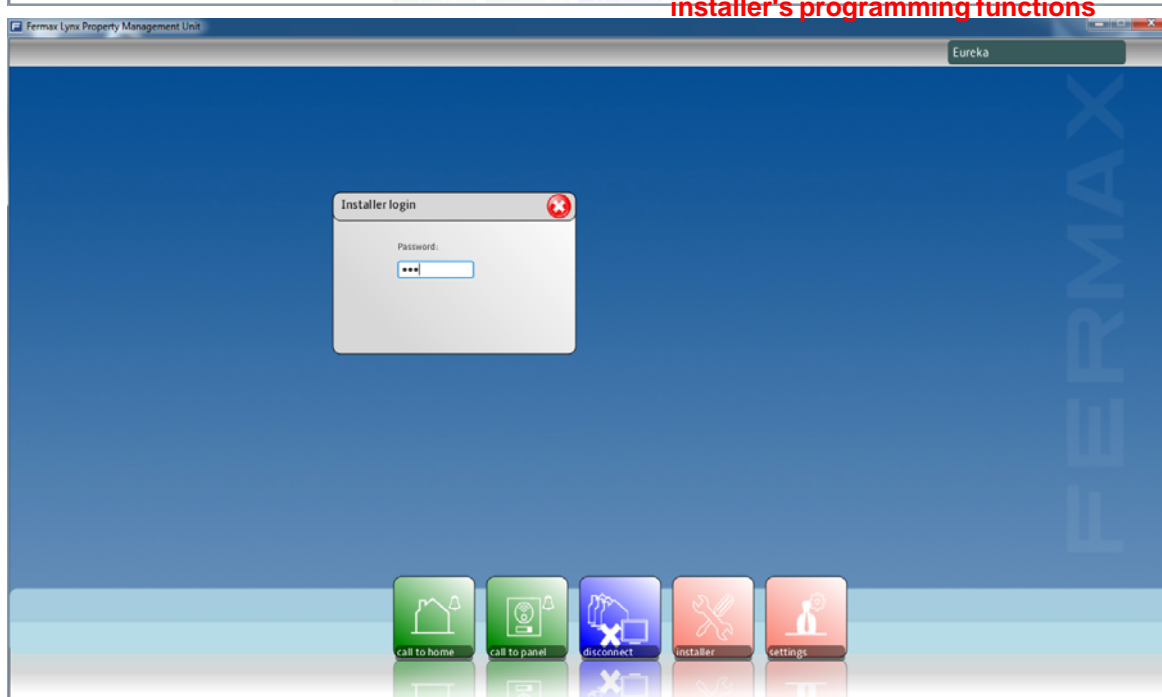 installer's programming functions
Fermax Lynx Property Management Unit
Eureka
Installer login
Password:
FERMAX
call to home
call to panel
disconnect
installer
settings